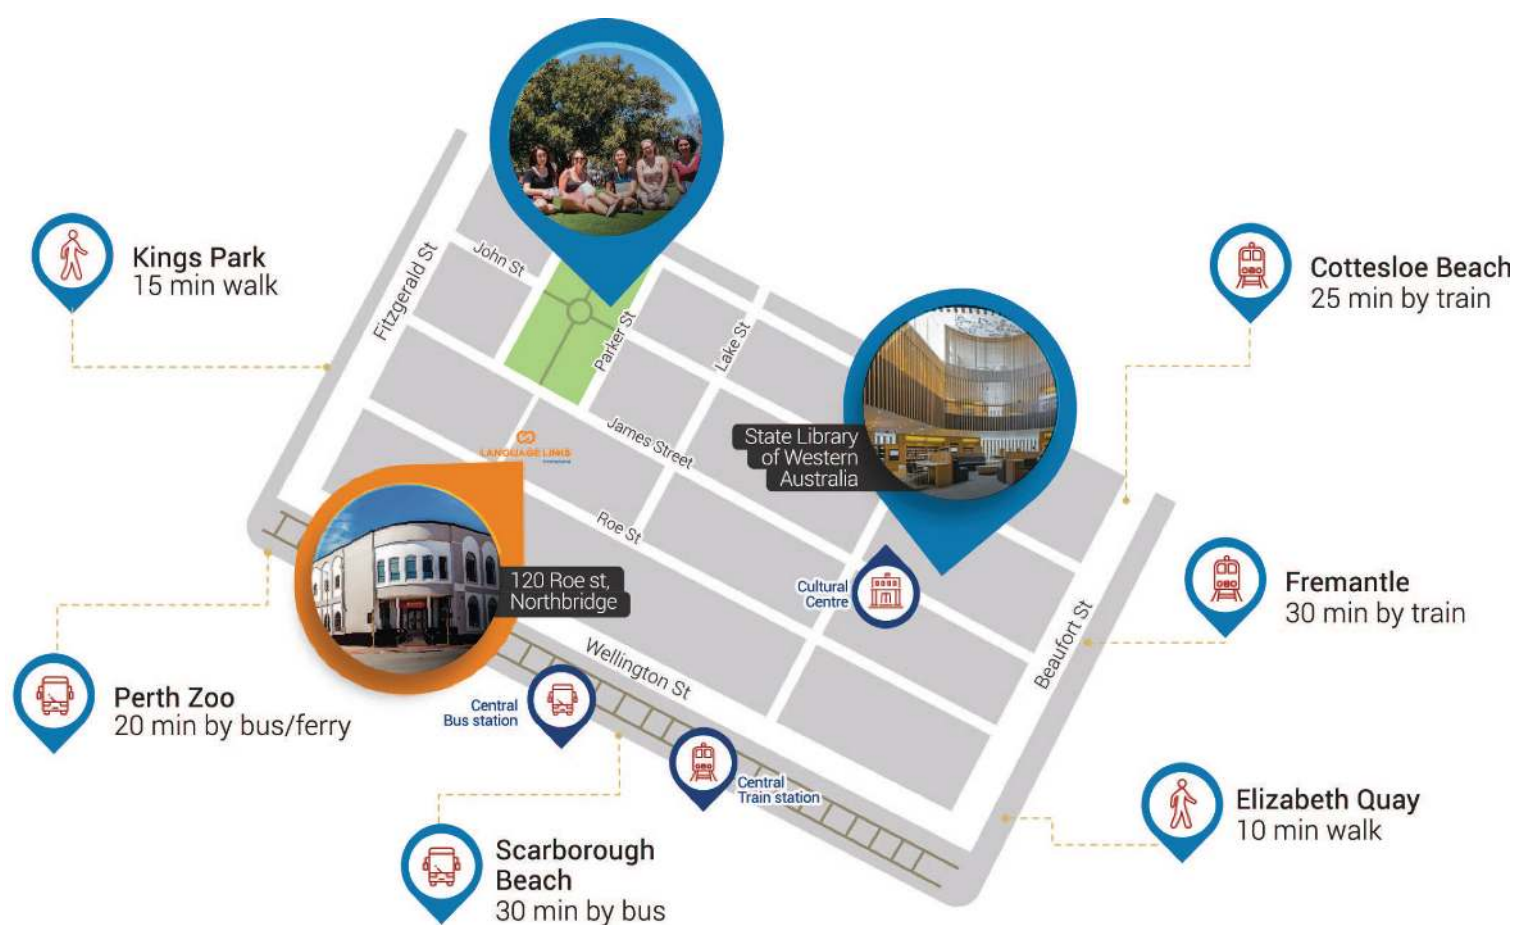 Kings Park
15 min walk
Fitzgerald St
John St
Parker St
Lake St
James Street
Roe St
LANGUAGE LINKS
State Library
of Western
Australia
Cottesloe Beach
25 min by train
120 Roe st,
Northbridge
Cultural
Centre
Fremantle
30 min by train
Beaufort St
Wellington St
Perth Zoo
20 min by bus/ferry
Central
Bus station
Central
Train station
Scarborough
Beach
30 min by bus
Elizabeth Quay
10 min walk